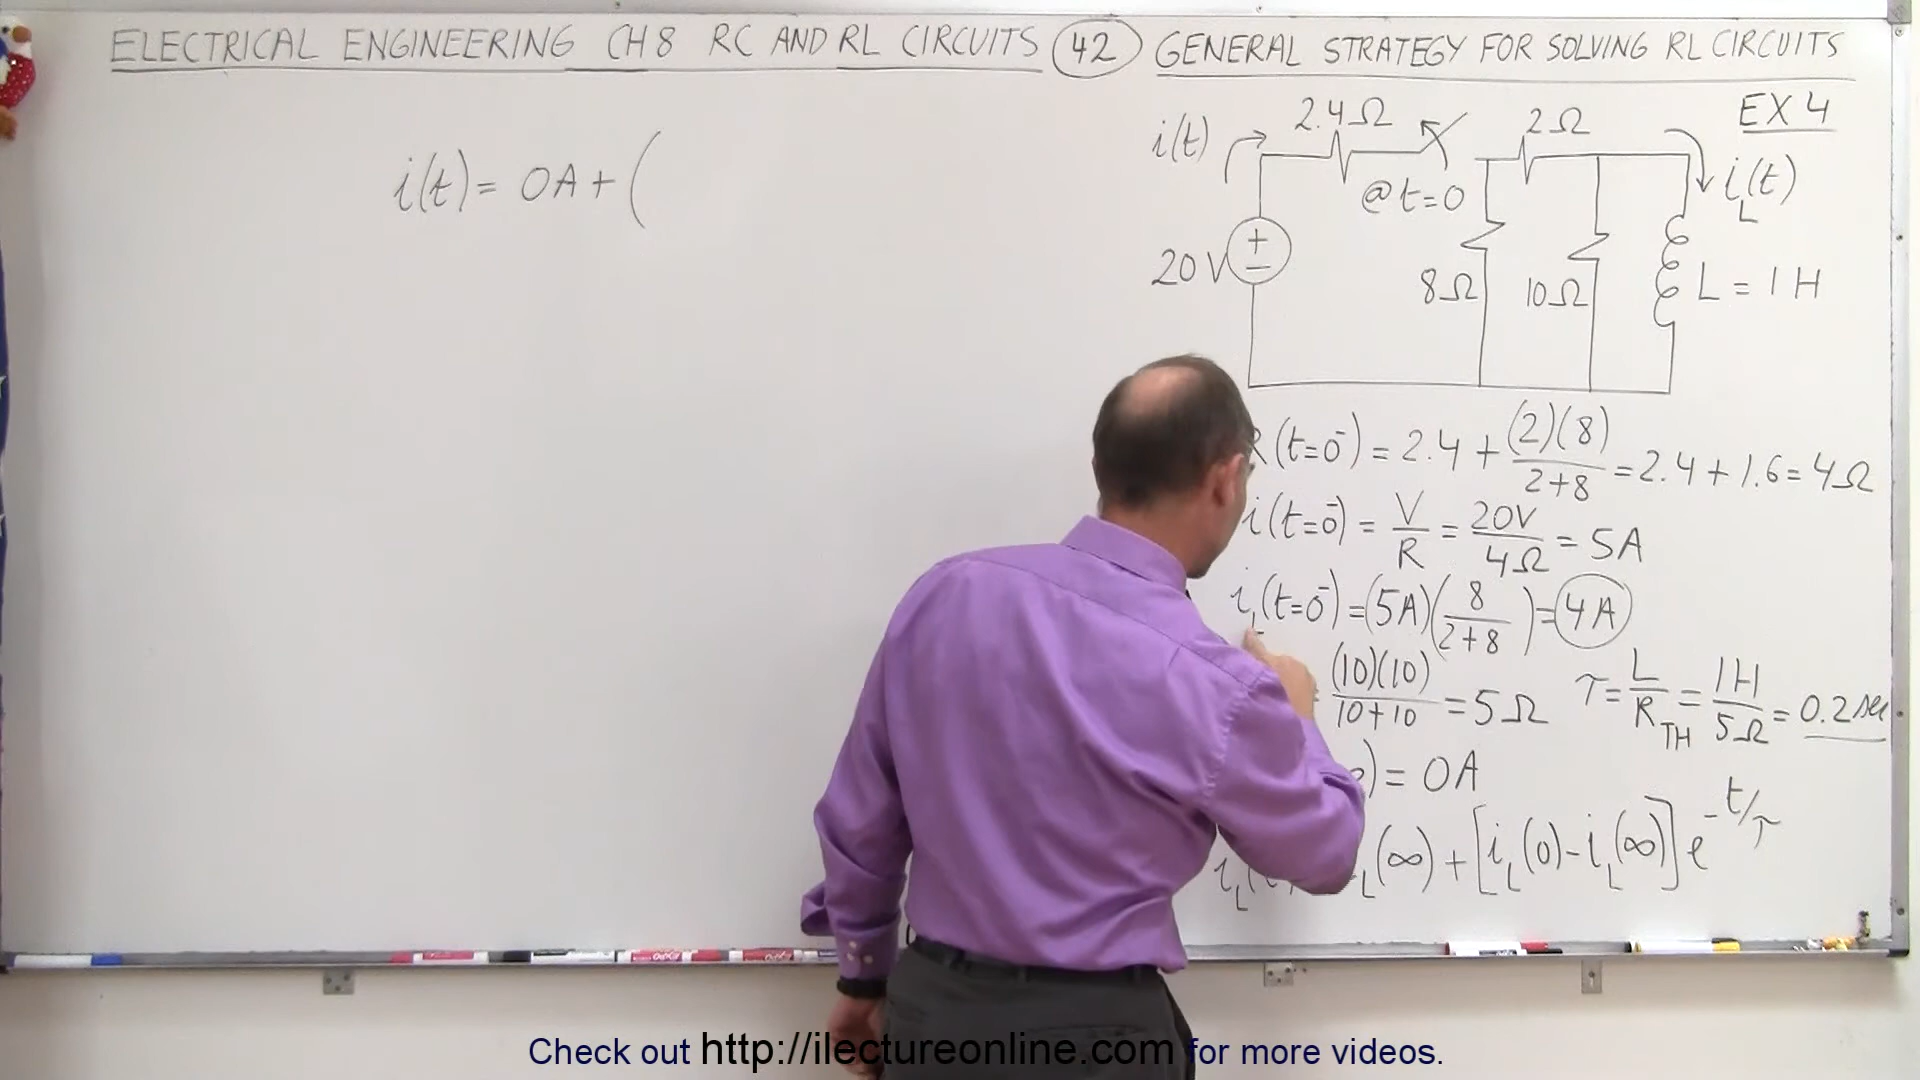 ELECTRICAL ENGINEERING CH 8 RC AND RL CIRCUITS 42 GENERAL STRATEGY FOR SOLVING RL CIRCUITS
i(t) = 0A + (
EX 4
i(t) 2.4Ω 2Ω
@ t=0 i_L(t)
20V + −
8Ω 10Ω L = 1H
(t=0⁻) = 2.4 + (2)(8)/(2+8) = 2.4 + 1.6 = 4Ω
i(t=0⁻) = V/R = 20V/4Ω = 5A
i_L(t=0⁻) = (5A)(8/(2+8)) = 4A
(10)(10)/(10+10) = 5Ω τ = L/R_TH = 1H/5Ω = 0.2 sec
) = 0A
i_L( _L(∞) + [i_L(0) - i_L(∞)] e^(-t/τ)
Check out http://ilectureonline.com for more videos.